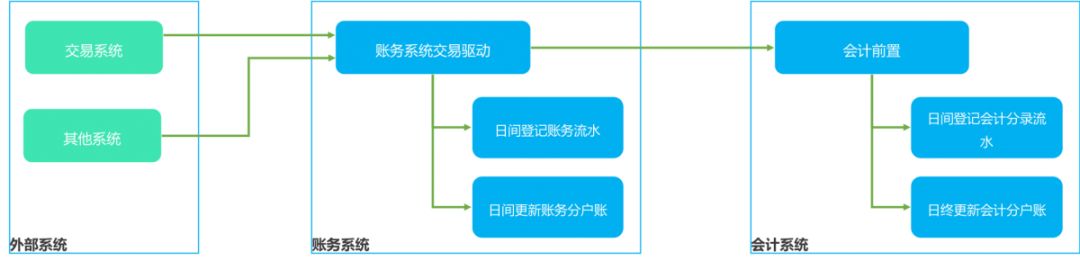 交易系统
其他系统
外部系统
账务系统交易驱动
日间登记账务流水
日间更新账务分户账
账务系统
会计前置
日间登记会计分录流
水
日终更新会计分户账
会计系统